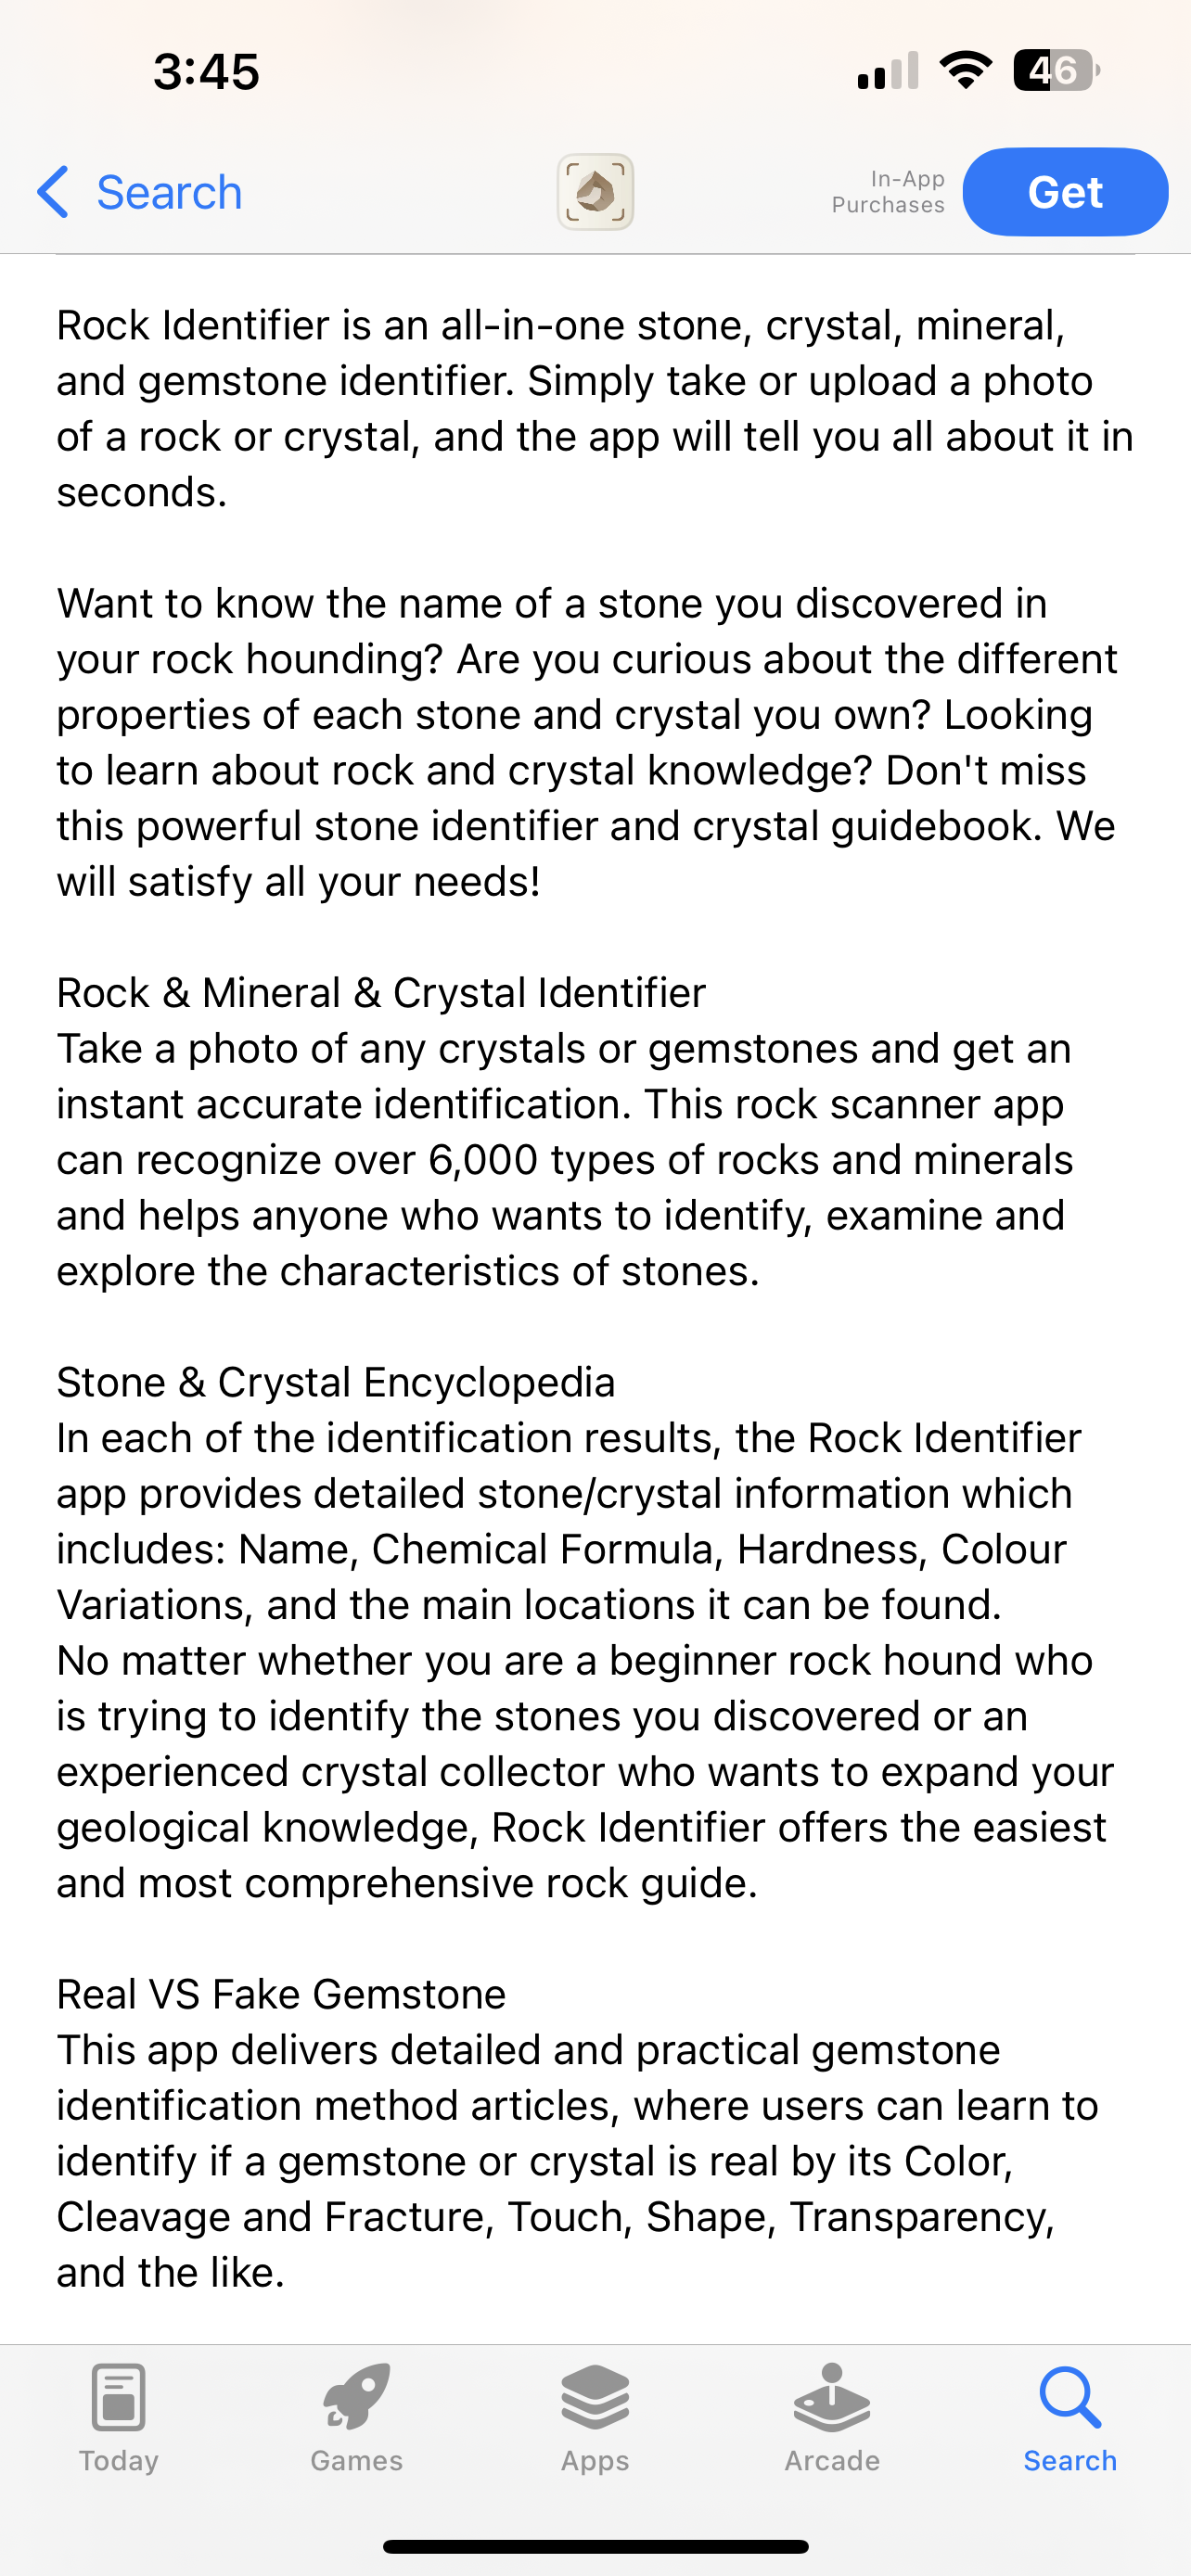 3:45
46
Search
In-App
Purchases
Get
Rock Identifier is an all-in-one stone, crystal, mineral,
and gemstone identifier. Simply take or upload a photo
of a rock or crystal, and the app will tell you all about it in
seconds.
Want to know the name of a stone you discovered in
your rock hounding? Are you curious about the different
properties of each stone and crystal you own? Looking
to learn about rock and crystal knowledge? Don't miss
this powerful stone identifier and crystal guidebook. We
will satisfy all your needs!
Rock & Mineral & Crystal Identifier
Take a photo of any crystals or gemstones and get an
instant accurate identification. This rock scanner app
can recognize over 6,000 types of rocks and minerals
and helps anyone who wants to identify, examine and
explore the characteristics of stones.
Stone & Crystal Encyclopedia
In each of the identification results, the Rock Identifier
app provides detailed stone/crystal information which
includes: Name, Chemical Formula, Hardness, Colour
Variations, and the main locations it can be found.
No matter whether you are a beginner rock hound who
is trying to identify the stones you discovered or an
experienced crystal collector who wants to expand your
geological knowledge, Rock Identifier offers the easiest
and most comprehensive rock guide.
Real VS Fake Gemstone
This app delivers detailed and practical gemstone
identification method articles, where users can learn to
identify if a gemstone or crystal is real by its Color,
Cleavage and Fracture, Touch, Shape, Transparency,
and the like.
Today
Games
Apps
Arcade
Search